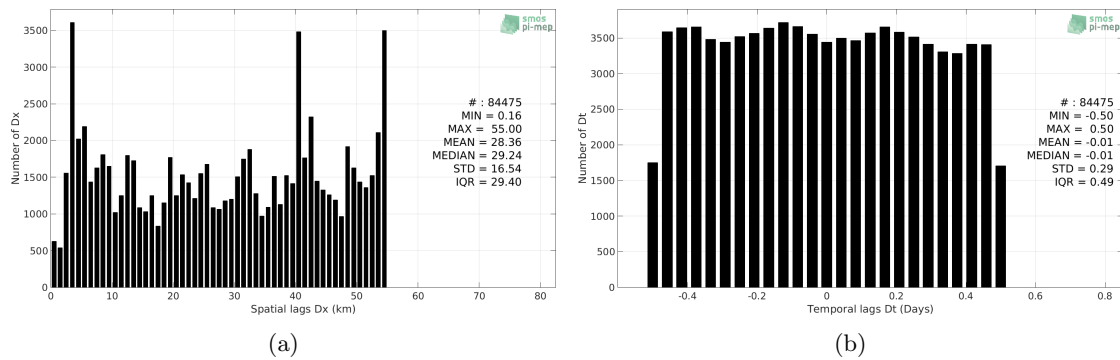 smos
pi-mep
3500
3000
2500
2000
1500
1000
500
0
Number of Dx
# : 84475
MIN = 0.16
MAX = 55.00
MEAN = 28.36
MEDIAN = 29.24
STD = 16.54
IQR = 29.40
0 10 20 30 40 50 60 70 80
Spatial lags Dx (km)
(a)
smos
pi-mep
3500
3000
2500
2000
1500
1000
500
0
Number of Dt
# : 84475
MIN = -0.50
MAX = 0.50
MEAN = -0.01
MEDIAN = -0.01
STD = 0.29
IQR = 0.49
-0.4 -0.2 0 0.2 0.4 0.6 0.8
Temporal lags Dt (Days)
(b)